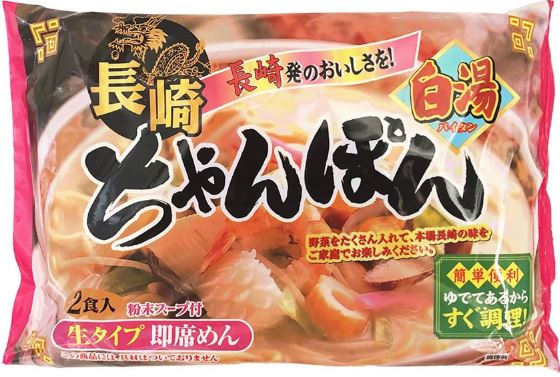 長崎
長崎発のおいしさを!
白湯
パイタン
ちゃんぽん
野菜をたくさん入れて、本場長崎の味を
ご家庭でお楽しみください。
簡単便利
ゆでてあるから
すぐ調理!
2食入
粉末スープ付
生タイプ 即席めん
この商品には、具材はついておりません
調理例